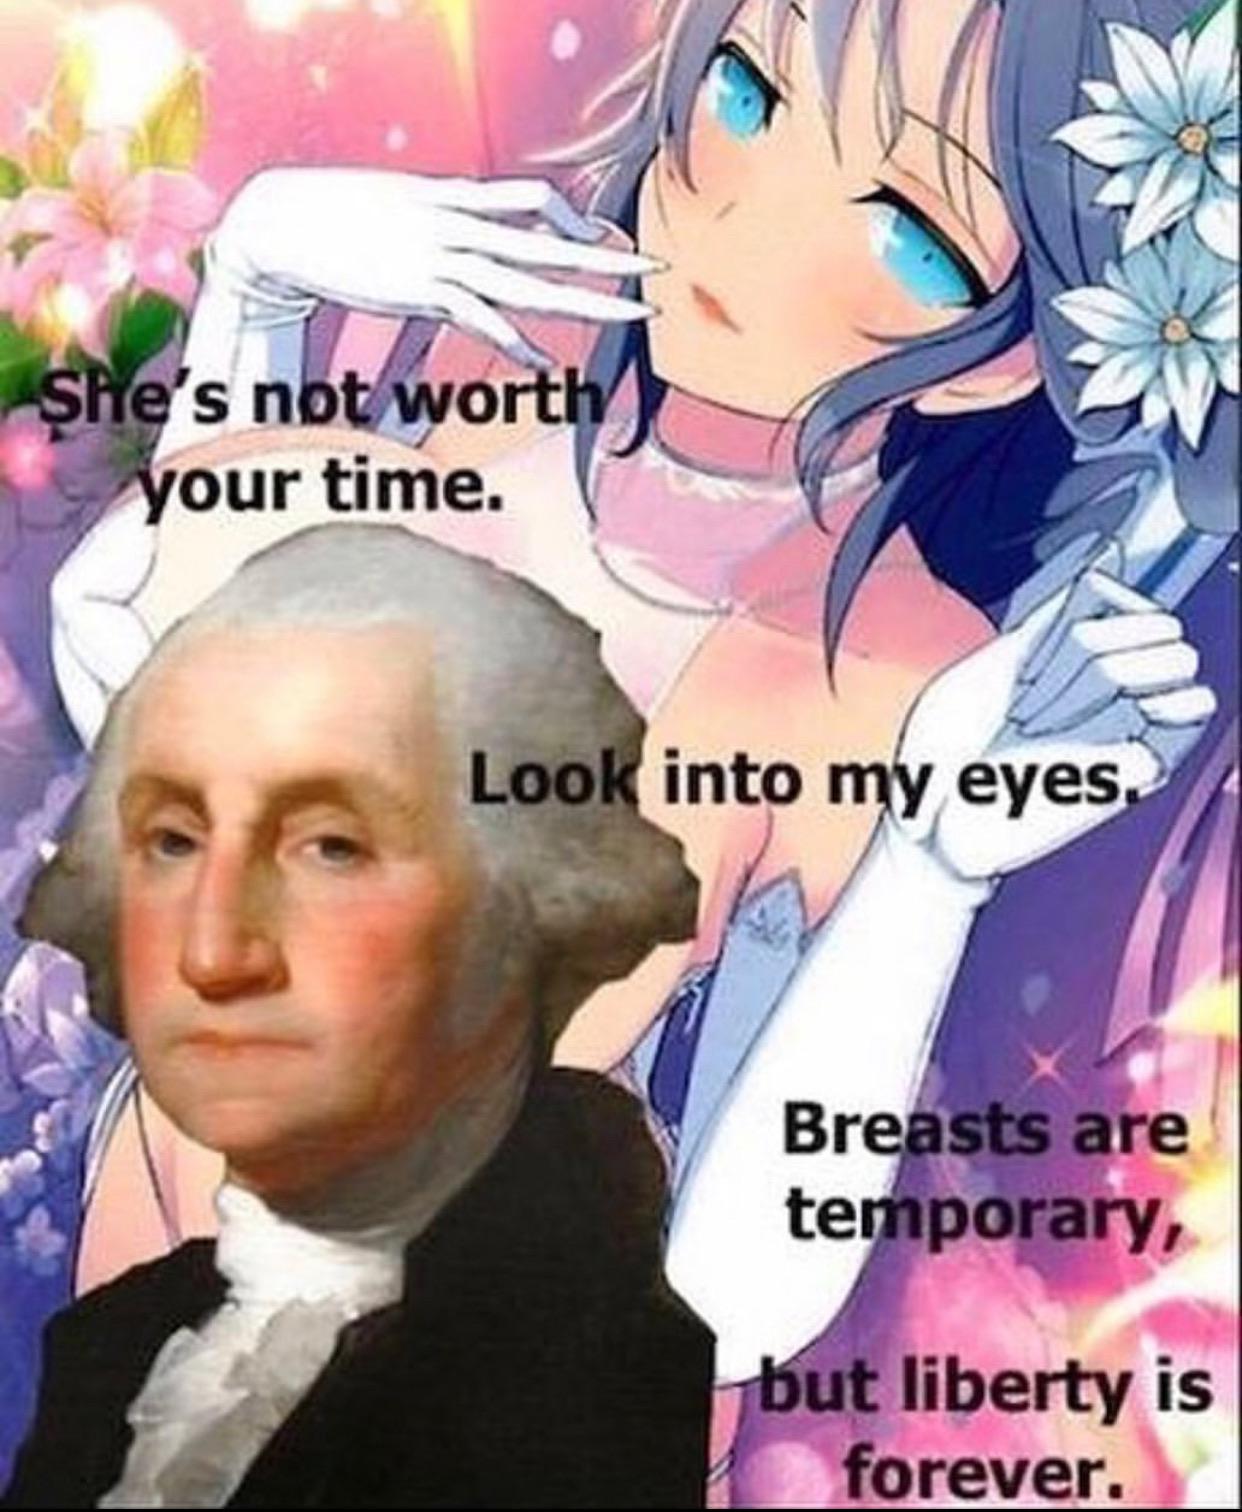 She's not worth
your time.
Look into my eyes.
Breasts are
temporary,
but liberty is
forever.